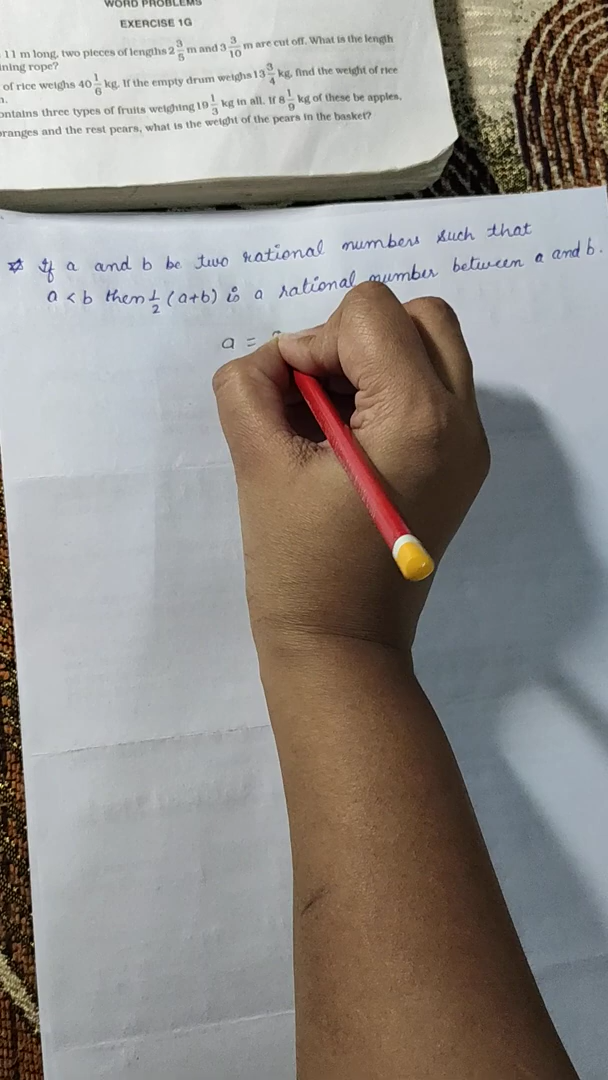 WORD PROBLEMS
EXERCISE 1G
11 m long, two pieces of lengths 2 3/5 m and 3 3/10 m are cut off. What is the length
ning rope?
of rice weighs 40 1/6 kg. If the empty drum weighs 13 3/4 kg, find the weight of rice
ontains three types of fruits weighing 19 1/3 kg in all. If 8 1/9 kg of these be apples,
ranges and the rest pears, what is the weight of the pears in the basket?
If a and b be two rational numbers such that
a < b then 1/2 (a+b) is a rational number between a and b.
a =